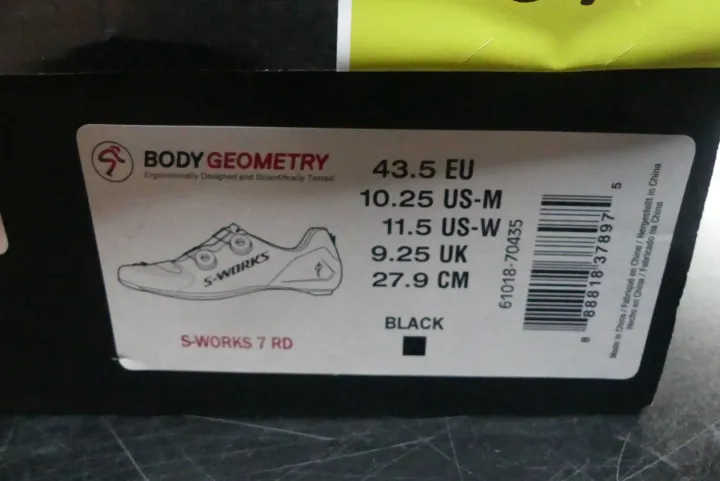 BODY GEOMETRY
Ergonomically Designed and Scientifically Tested
S-WORKS
S-WORKS 7 RD
43.5 EU
10.25 US-M
11.5 US-W
9.25 UK
27.9 CM
BLACK
61018-70435
8 88818 37897 5
Made in China / Fabriqué en Chine / Hergestellt in China
Hecho en China / Fabricado na China